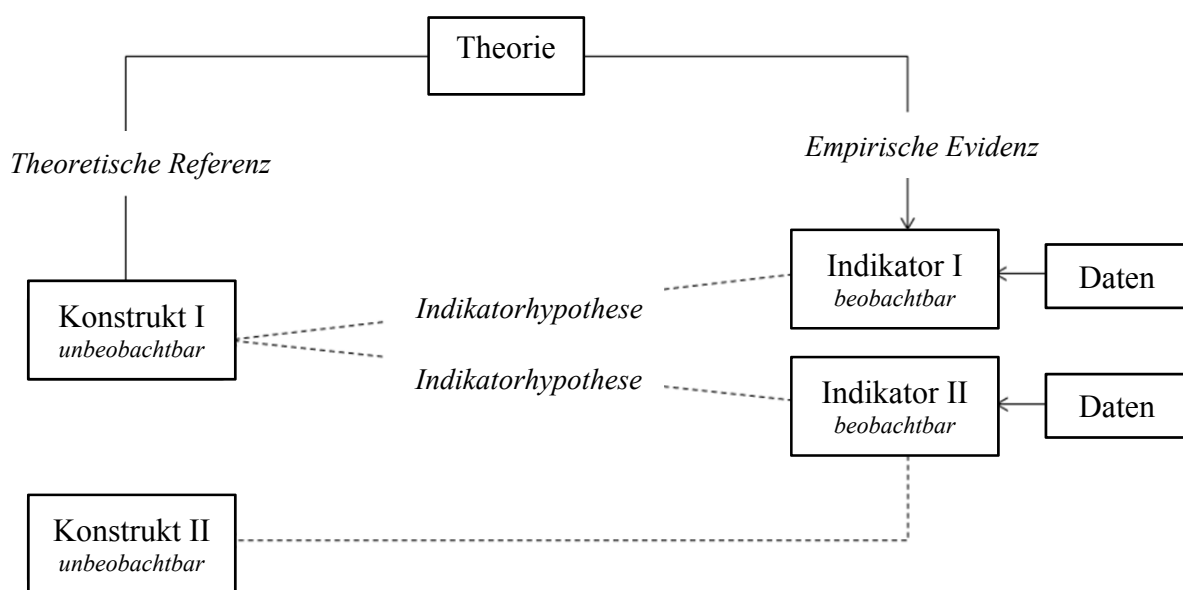 Theorie
Theoretische Referenz
Empirische Evidenz
Indikator I
beobachtbar
Daten
Konstrukt I
unbeobachtbar
Indikatorhypothese
Indikatorhypothese
Indikator II
beobachtbar
Daten
Konstrukt II
unbeobachtbar